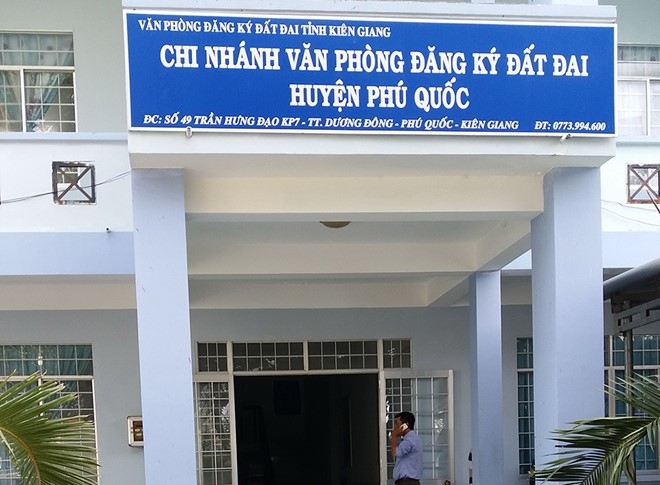 VĂN PHÒNG ĐĂNG KÝ ĐẤT ĐAI TỈNH KIÊN GIANG
CHI NHÁNH VĂN PHÒNG ĐĂNG KÝ ĐẤT ĐAI
HUYỆN PHÚ QUỐC
ĐC: SỐ 49 TRẦN HƯNG ĐẠO KP7 - TT. DƯƠNG ĐÔNG - PHÚ QUỐC - KIÊN GIANG ĐT: 0773.994.600